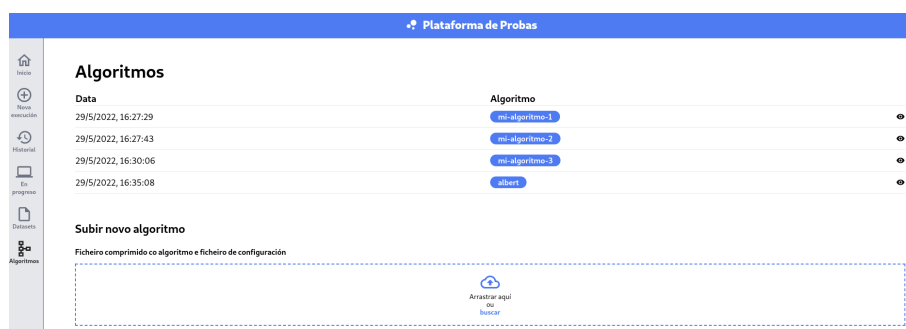 Plataforma de Probas
Inicio
Nova
execución
Historial
En
progreso
Datasets
Algoritmos
Algoritmos
Data Algoritmo
29/5/2022, 16:27:29 mi-algoritmo-1
29/5/2022, 16:27:43 mi-algoritmo-2
29/5/2022, 16:30:06 mi-algoritmo-3
29/5/2022, 16:35:08 albert
Subir novo algoritmo
Ficheiro comprimido co algoritmo e ficheiro de configuración
Arrastrar aquí
ou
buscar